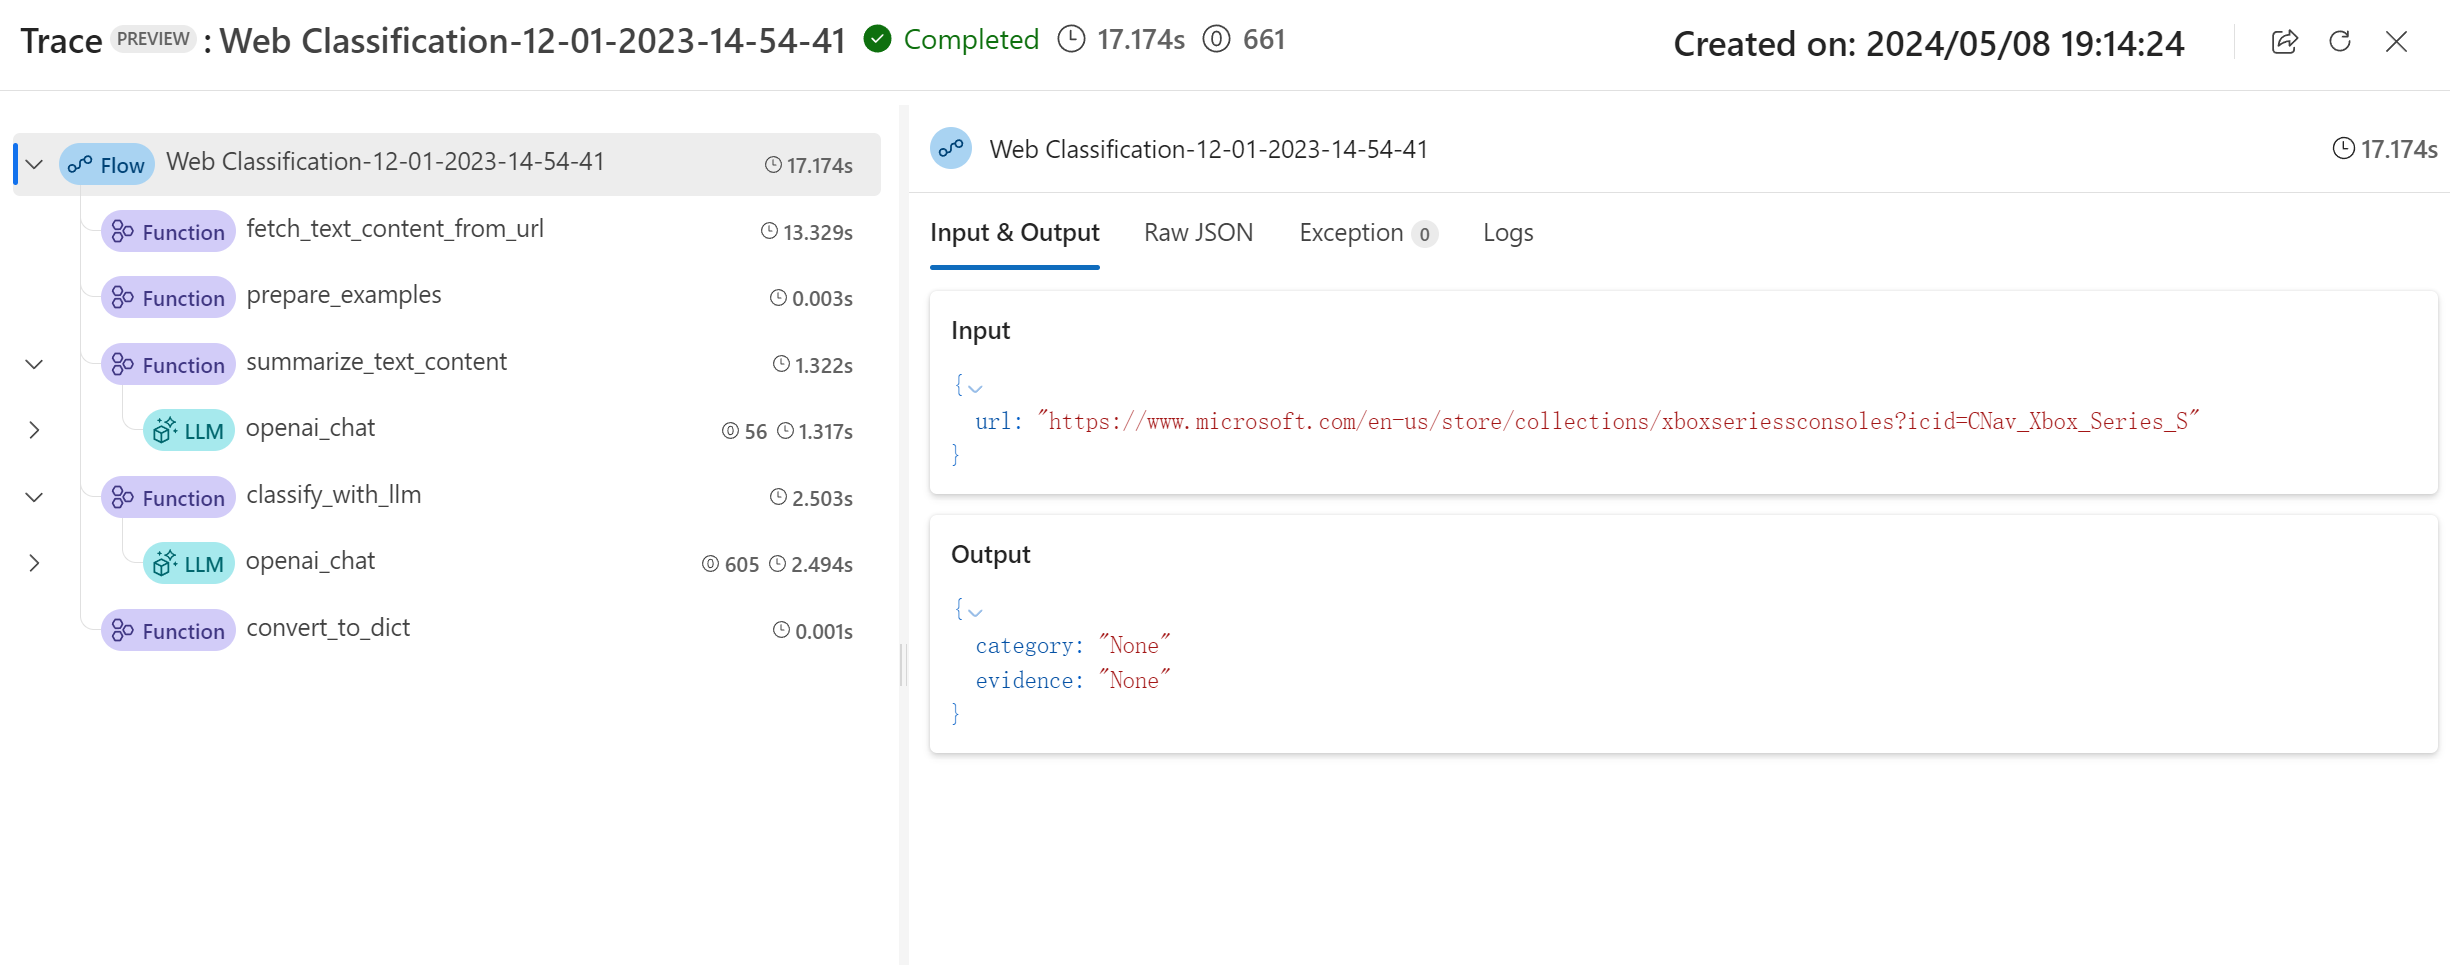 Trace PREVIEW : Web Classification-12-01-2023-14-54-41 Completed 17.174s 661 Created on: 2024/05/08 19:14:24
Flow Web Classification-12-01-2023-14-54-41 17.174s
Function fetch_text_content_from_url 13.329s
Function prepare_examples 0.003s
Function summarize_text_content 1.322s
LLM openai_chat 56 1.317s
Function classify_with_llm 2.503s
LLM openai_chat 605 2.494s
Function convert_to_dict 0.001s
Web Classification-12-01-2023-14-54-41 17.174s
Input & Output Raw JSON Exception 0 Logs
Input
{
url: "https://www.microsoft.com/en-us/store/collections/xboxseriessconsoles?icid=CNav_Xbox_Series_S"
}
Output
{
category: "None"
evidence: "None"
}